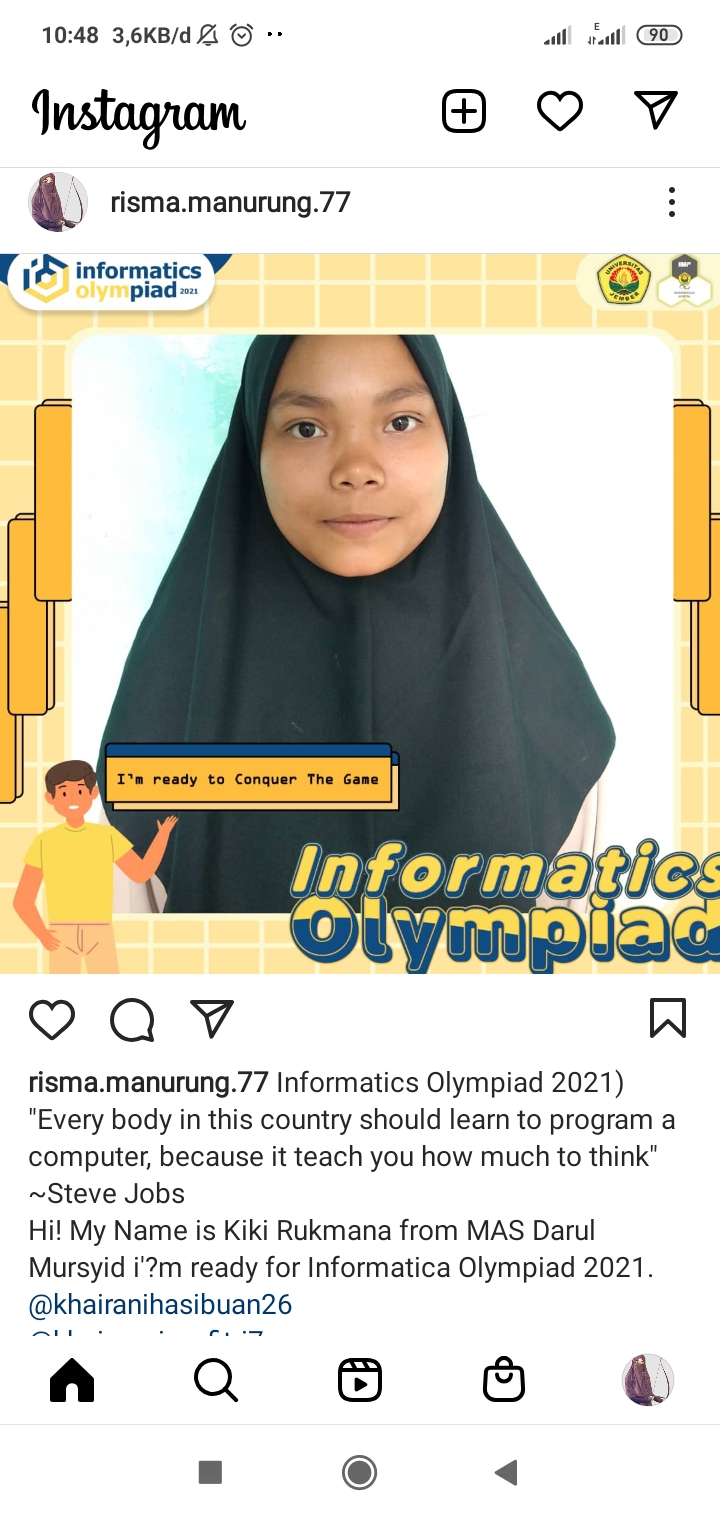 10:48 3,6KB/d
E
90
Instagram
risma.manurung.77
informatics
olympiad 2021
UNIVERSITAS
JEMBER
I'm ready to Conquer The Game
Informatics
Olympiad
risma.manurung.77 Informatics Olympiad 2021)
"Every body in this country should learn to program a
computer, because it teach you how much to think"
~Steve Jobs
Hi! My Name is Kiki Rukmana from MAS Darul
Mursyid i'?m ready for Informatica Olympiad 2021.
@khairanihasibuan26